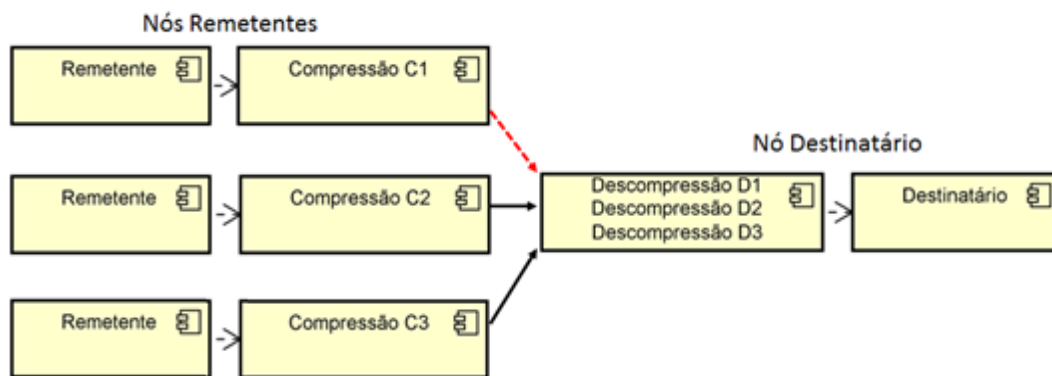 Nós Remetentes
Remetente
Compressão C1
Nó Destinatário
Remetente
Compressão C2
Descompressão D1
Descompressão D2
Descompressão D3
Destinatário
Remetente
Compressão C3